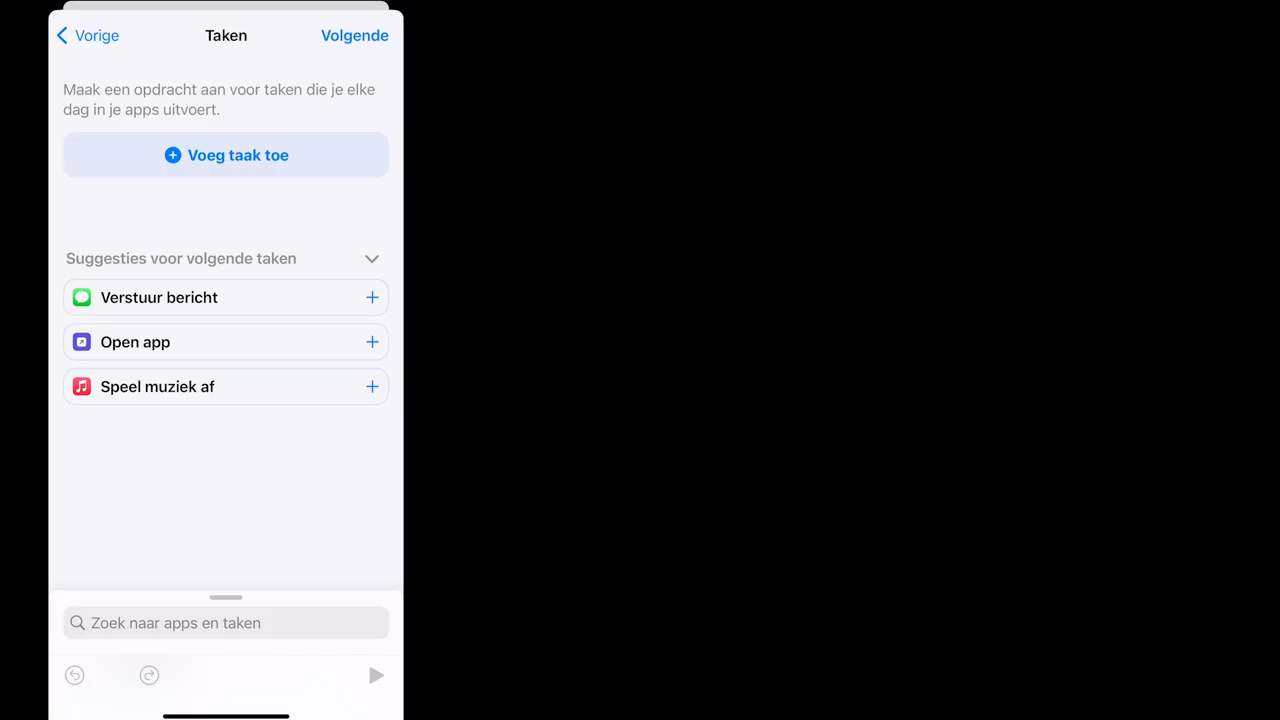 Vorige
Taken
Volgende
Maak een opdracht aan voor taken die je elke
dag in je apps uitvoert.
Voeg taak toe
Suggesties voor volgende taken
Verstuur bericht
Open app
Speel muziek af
Zoek naar apps en taken